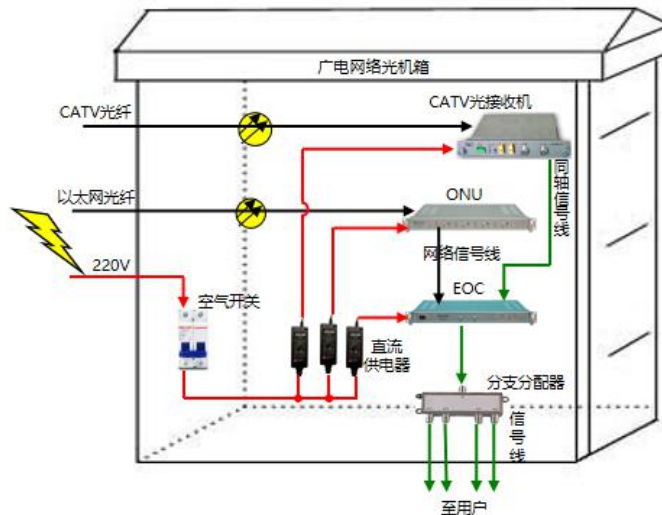 广电网络光机箱
CATV光纤
CATV光接收机
以太网光纤
ONU
同轴信号线
220V
网络信号线
EOC
空气开关
直流
供电器
分支分配器
信号线
至用户